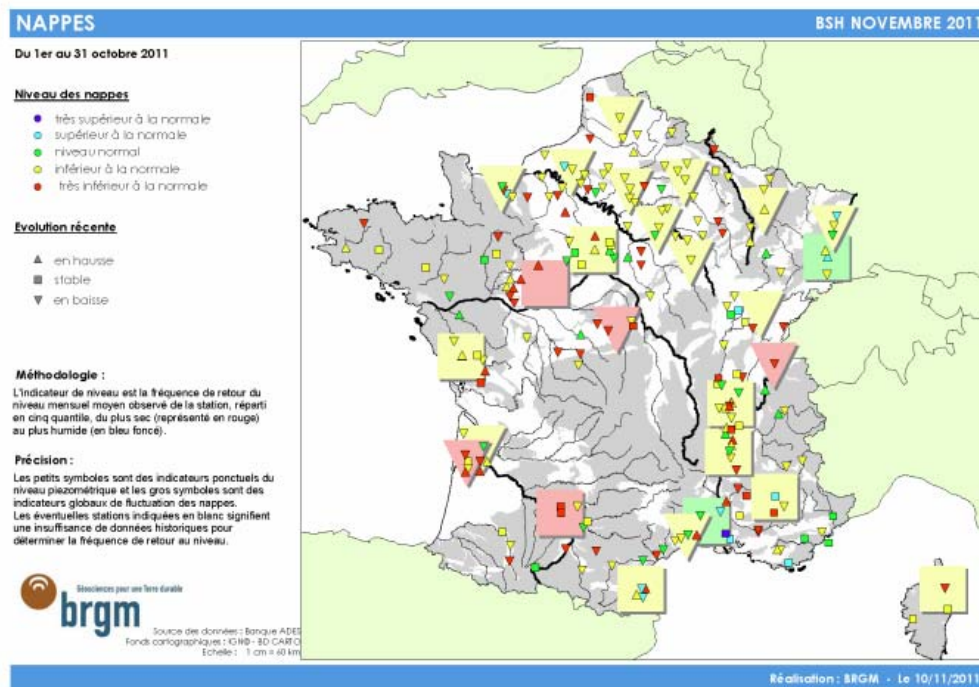 NAPPES
BSH NOVEMBRE 2011
Du 1er au 31 octobre 2011
Niveau des nappes
très supérieur à la normale
supérieur à la normale
niveau normal
inférieur à la normale
très inférieur à la normale
Evolution récente
en hausse
stable
en baisse
Méthodologie :
L'indicateur de niveau est la fréquence de retour du
niveau mensuel moyen observé de la station, réparti
en cinq quantile, du plus sec (représenté en rouge)
au plus humide (en bleu foncé).
Précision :
Les petits symboles sont des indicateurs ponctuels du
niveau piezométrique et les gros symboles sont des
indicateurs globaux de fluctuation des nappes.
Les éventuelles stations indiquées en blanc signifient
une insuffisance de données historiques pour
déterminer la fréquence de retour au niveau.
Géosciences pour une Terre durable
brgm
Source des données : Banque ADES
Fonds cartographiques : IGN© - BD CARTO
Echelle : 1 cm = 60 km
Réalisation : BRGM - Le 10/11/2011